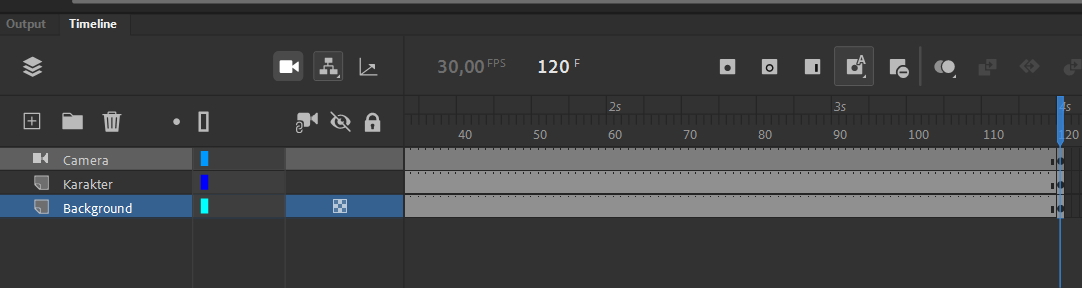 Output Timeline
30,00 FPS 120 F
2s 3s 4s
40 50 60 70 80 90 100 110 120
Camera
Karakter
Background